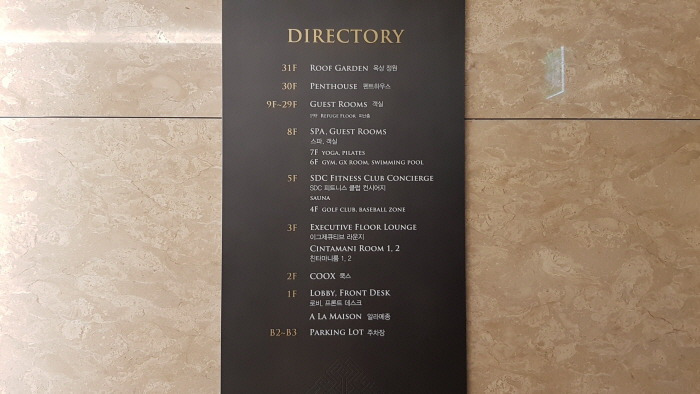 DIRECTORY
31F ROOF GARDEN 옥상 정원
30F PENTHOUSE 펜트하우스
9F~29F GUEST ROOMS 객실
19F REFUGE FLOOR 피난층
8F SPA, GUEST ROOMS
스파, 객실
7F YOGA, PILATES
6F GYM, GX ROOM, SWIMMING POOL
5F SDC FITNESS CLUB CONCIERGE
SDC 피트니스 클럽 컨시어지
SAUNA
4F GOLF CLUB, BASEBALL ZONE
3F EXECUTIVE FLOOR LOUNGE
이그제큐티브 라운지
CINTAMANI ROOM 1, 2
친타마니룸 1, 2
2F COOX 쿡스
1F LOBBY, FRONT DESK
로비, 프론트 데스크
A LA MAISON 알라메종
B2~B3 PARKING LOT 주차장